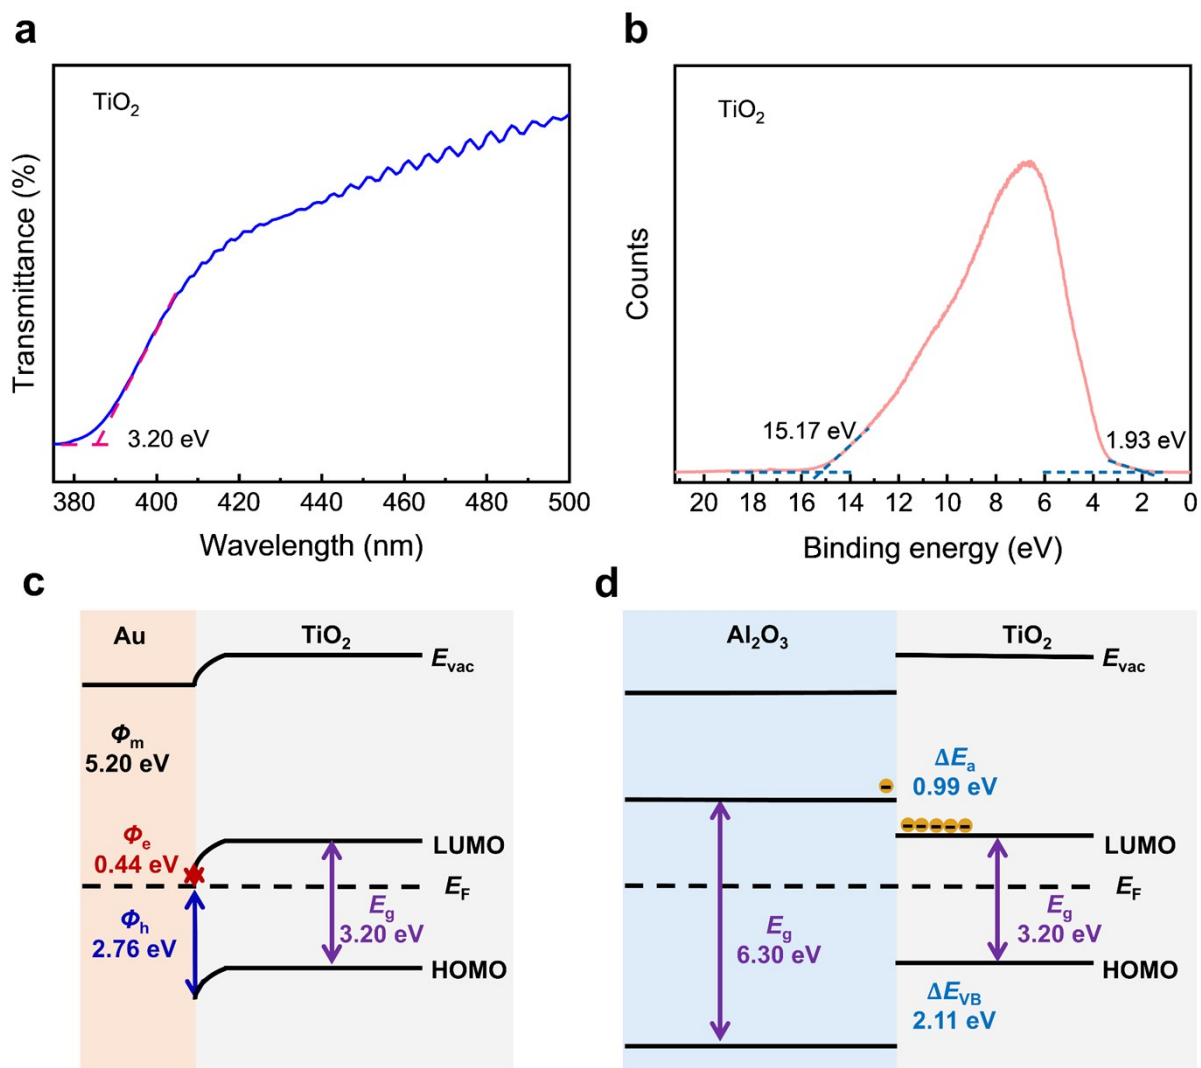 a
TiO2
Transmittance (%)
3.20 eV
380 400 420 440 460 480 500
Wavelength (nm)
b
TiO2
Counts
15.17 eV
1.93 eV
20 18 16 14 12 10 8 6 4 2 0
Binding energy (eV)
c
Au
TiO2
Evac
Φm
5.20 eV
Φe
0.44 eV
LUMO
EF
Φh
2.76 eV
Eg
3.20 eV
HOMO
d
Al2O3
TiO2
Evac
ΔEa
0.99 eV
LUMO
EF
Eg
6.30 eV
Eg
3.20 eV
HOMO
ΔEVB
2.11 eV